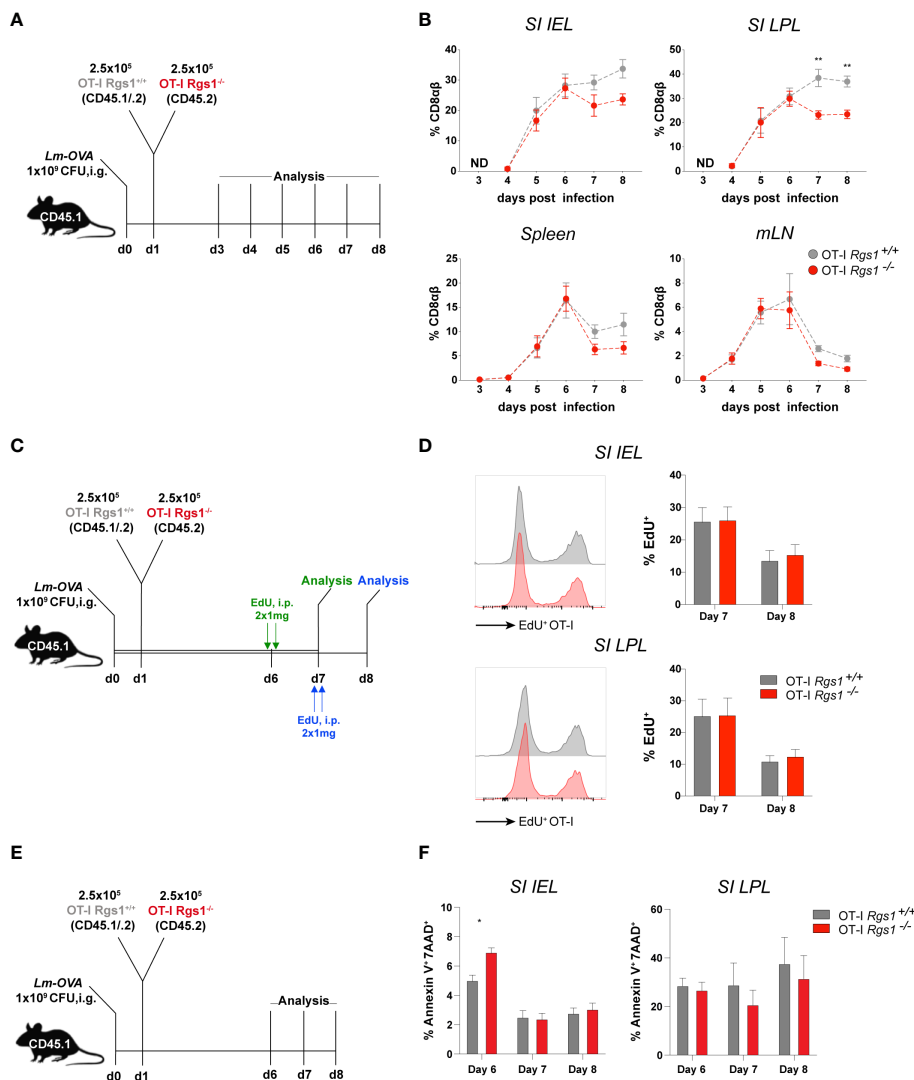 A
2.5x10⁵ 2.5x10⁵
OT-I Rgs1⁺/⁺ OT-I Rgs1⁻/⁻
(CD45.1/.2) (CD45.2)
Lm-OVA
1x10⁹ CFU,i.g.
Analysis
CD45.1
d0 d1 d3 d4 d5 d6 d7 d8
B
SI IEL
% CD8αβ
40
30
20
10
0
ND
3 4 5 6 7 8
days post infection
SI LPL
% CD8αβ
50
40
30
20
10
0
** **
ND
3 4 5 6 7 8
days post infection
Spleen
% CD8αβ
25
20
15
10
5
0
3 4 5 6 7 8
days post infection
mLN
% CD8αβ
8
6
4
2
0
3 4 5 6 7 8
days post infection
OT-I Rgs1 +/+
OT-I Rgs1 -/-
C
2.5x10⁵ 2.5x10⁵
OT-I Rgs1⁺/⁺ OT-I Rgs1⁻/⁻
(CD45.1/.2) (CD45.2)
Lm-OVA
1x10⁹ CFU,i.g.
Analysis Analysis
EdU, i.p.
2x1mg
CD45.1
d0 d1 d6 d7 d8
EdU, i.p.
2x1mg
D
SI IEL
EdU⁺ OT-I
% EdU⁺
40
30
20
10
0
Day 7 Day 8
SI LPL
EdU⁺ OT-I
% EdU⁺
40
30
20
10
0
Day 7 Day 8
OT-I Rgs1 +/+
OT-I Rgs1 -/-
E
2.5x10⁵ 2.5x10⁵
OT-I Rgs1⁺/⁺ OT-I Rgs1⁻/⁻
(CD45.1/.2) (CD45.2)
Lm-OVA
1x10⁹ CFU,i.g.
Analysis
CD45.1
d0 d1 d6 d7 d8
F
SI IEL
% Annexin V⁺ 7AAD⁺
10
8
6
4
2
0
*
Day 6 Day 7 Day 8
SI LPL
% Annexin V⁺ 7AAD⁺
60
40
20
0
Day 6 Day 7 Day 8
OT-I Rgs1 +/+
OT-I Rgs1 -/-